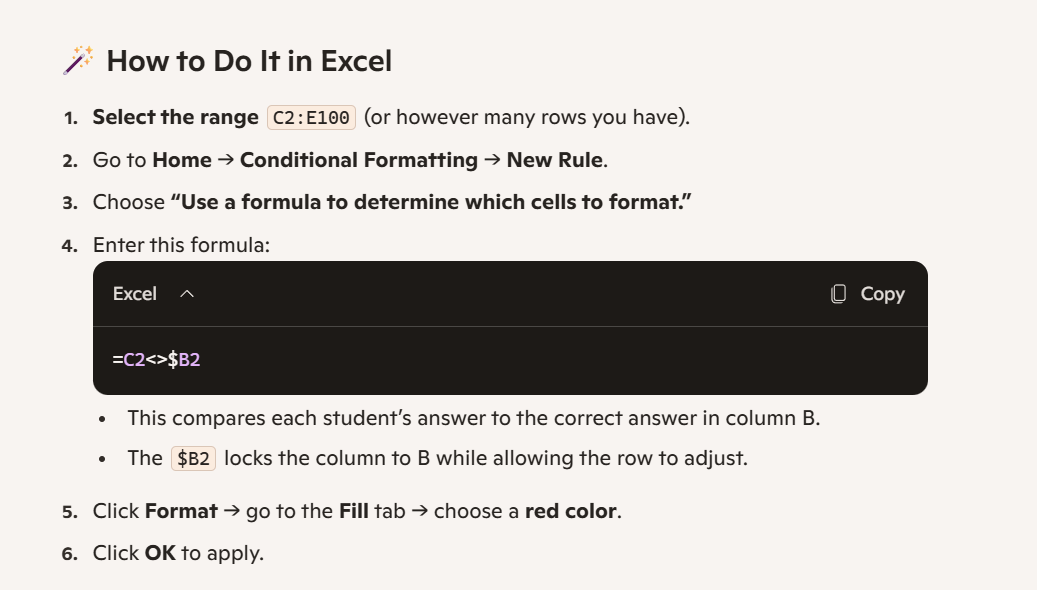 How to Do It in Excel
1. Select the range C2:E100 (or however many rows you have).
2. Go to Home → Conditional Formatting → New Rule.
3. Choose “Use a formula to determine which cells to format.”
4. Enter this formula:
Excel Copy
=C2<>$B2
• This compares each student’s answer to the correct answer in column B.
• The $B2 locks the column to B while allowing the row to adjust.
5. Click Format → go to the Fill tab → choose a red color.
6. Click OK to apply.